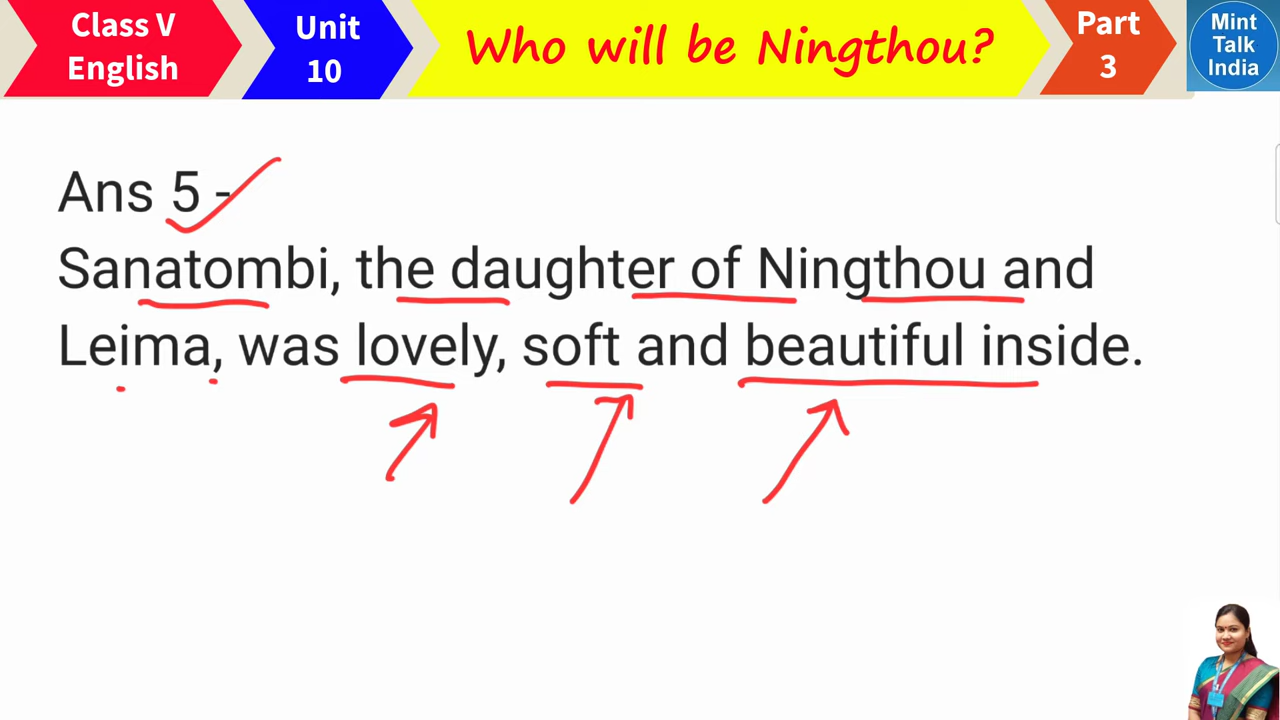 Class V
English
Unit
10
Who will be Ningthou?
Part
3
Mint
Talk
India
Ans 5 -
Sanatombi, the daughter of Ningthou and
Leima, was lovely, soft and beautiful inside.